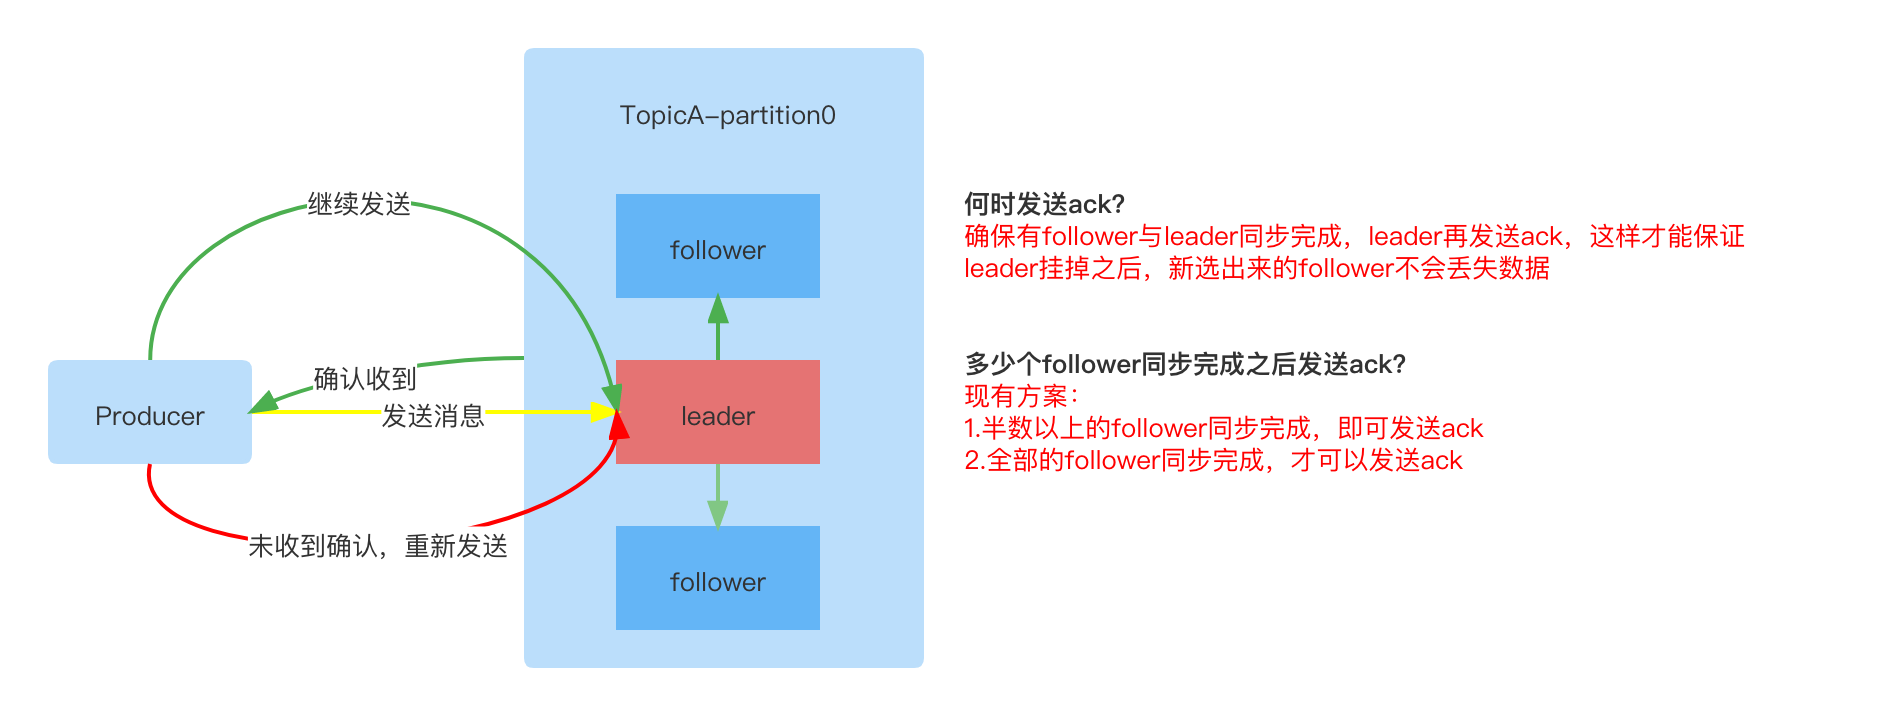 TopicA-partition0
继续发送
follower
确认收到
发送消息
Producer
leader
未收到确认，重新发送
follower
何时发送ack?
确保有follower与leader同步完成，leader再发送ack，这样才能保证
leader挂掉之后，新选出来的follower不会丢失数据
多少个follower同步完成之后发送ack?
现有方案：
1.半数以上的follower同步完成，即可发送ack
2.全部的follower同步完成，才可以发送ack